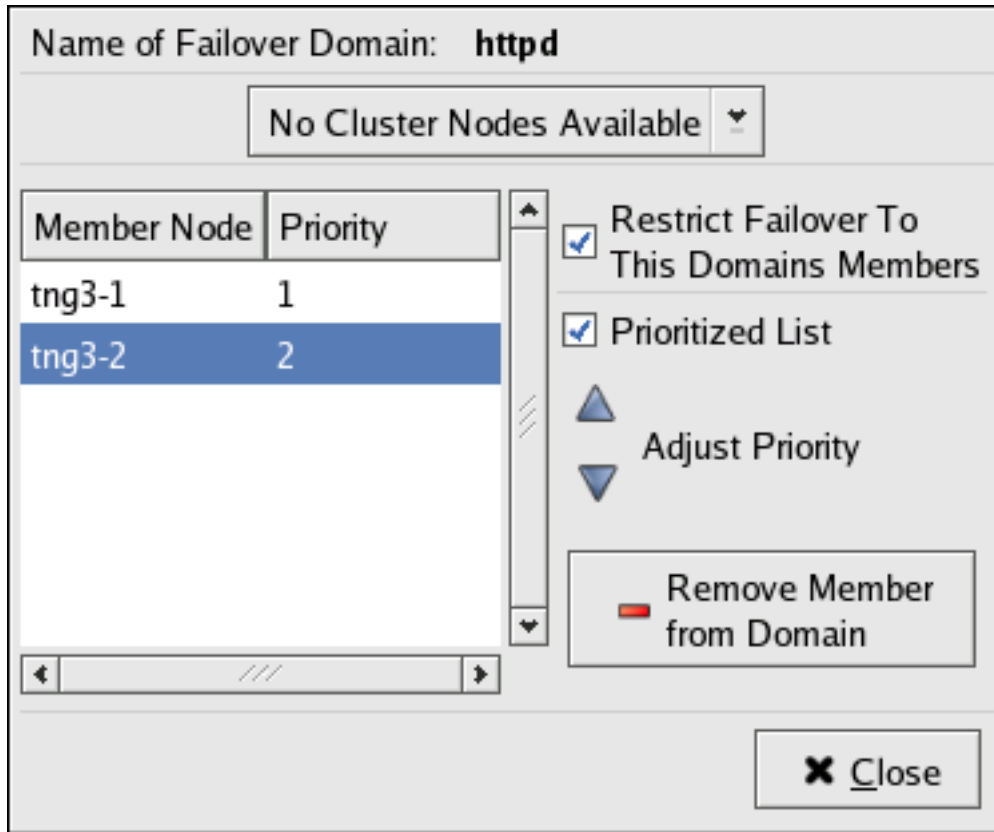 Name of Failover Domain: httpd
No Cluster Nodes Available
Member Node Priority
tng3-1 1
tng3-2 2
Restrict Failover To
This Domains Members
Prioritized List
Adjust Priority
Remove Member
from Domain
Close